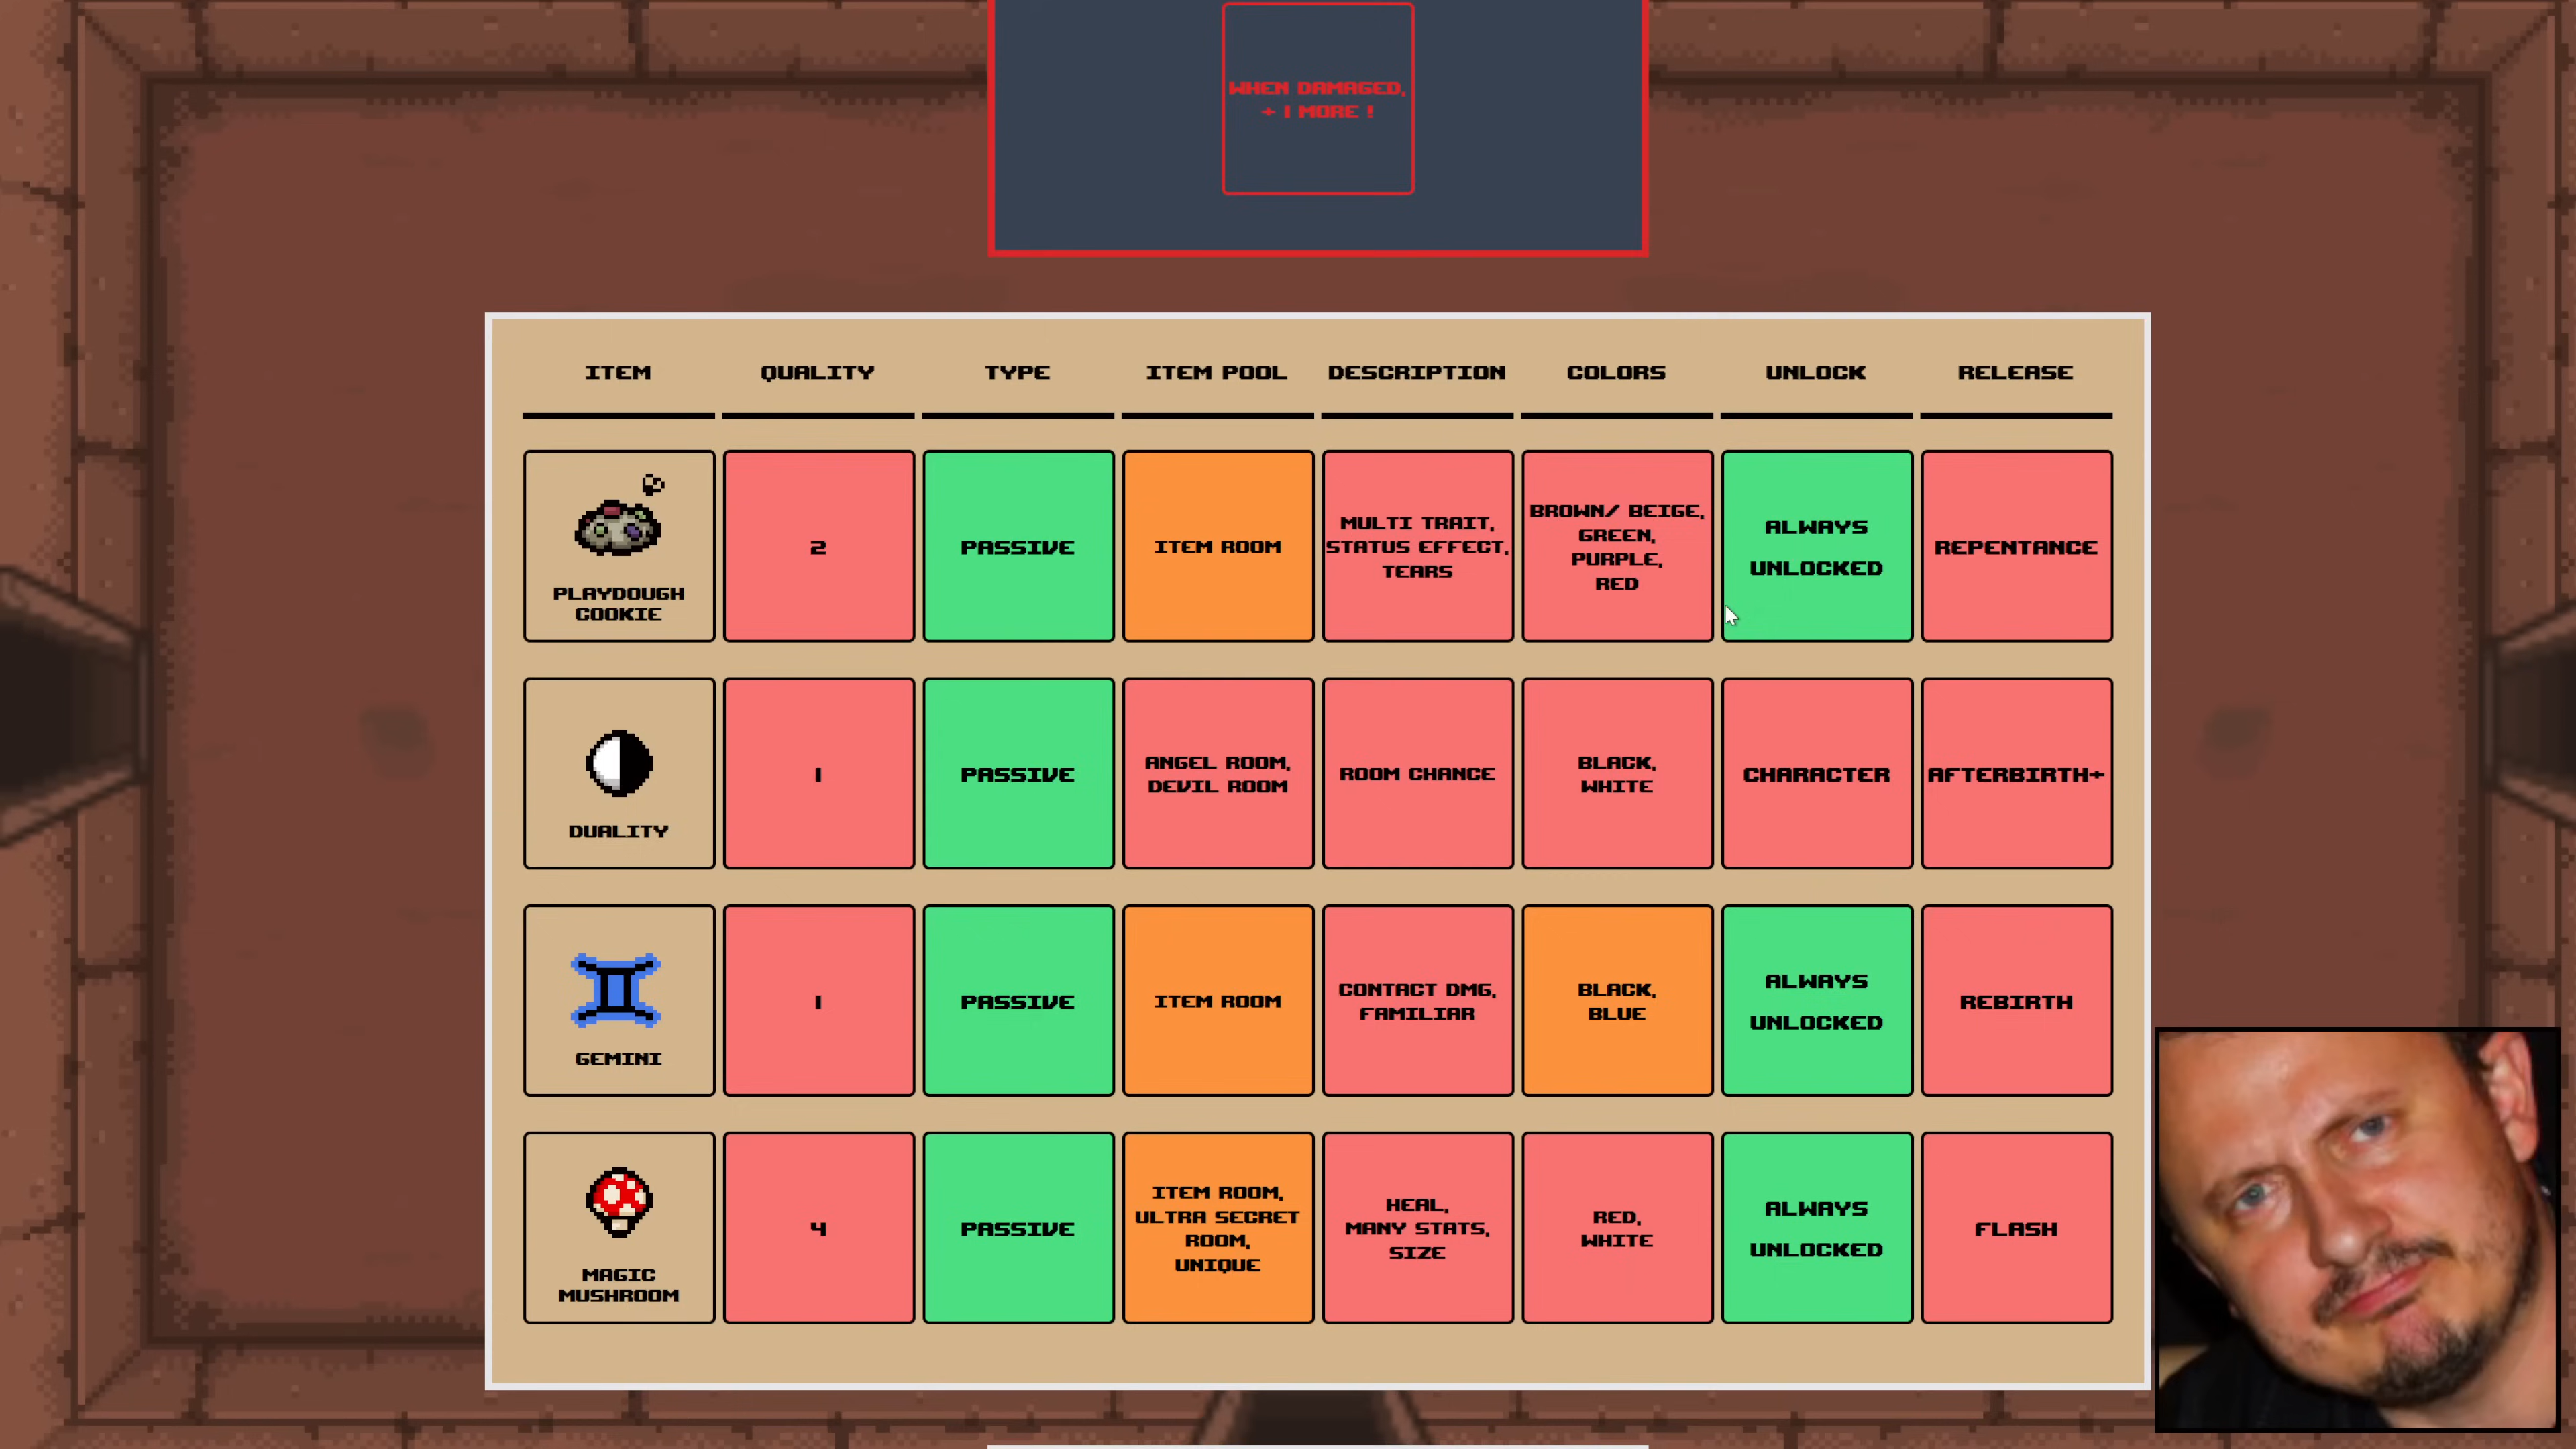 WHEN DAMAGED,
+ 1 MORE !
ITEM QUALITY TYPE ITEM POOL DESCRIPTION COLORS UNLOCK RELEASE
PLAYDOUGH
COOKIE
2
PASSIVE
ITEM ROOM
MULTI TRAIT,
STATUS EFFECT,
TEARS
BROWN/ BEIGE,
GREEN,
PURPLE,
RED
ALWAYS
UNLOCKED
REPENTANCE
DUALITY
1
PASSIVE
ANGEL ROOM,
DEVIL ROOM
ROOM CHANCE
BLACK,
WHITE
CHARACTER
AFTERBIRTH+
GEMINI
1
PASSIVE
ITEM ROOM
CONTACT DMG,
FAMILIAR
BLACK,
BLUE
ALWAYS
UNLOCKED
REBIRTH
MAGIC
MUSHROOM
4
PASSIVE
ITEM ROOM,
ULTRA SECRET
ROOM,
UNIQUE
HEAL,
MANY STATS,
SIZE
RED,
WHITE
ALWAYS
UNLOCKED
FLASH